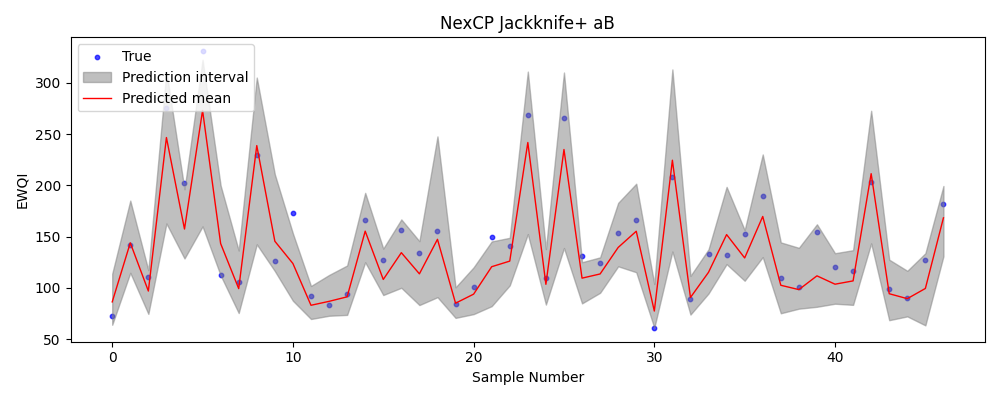 NexCP Jackknife+ aB
True
Prediction interval
Predicted mean
EWQI
300
250
200
150
100
50
0
10
20
30
40
Sample Number